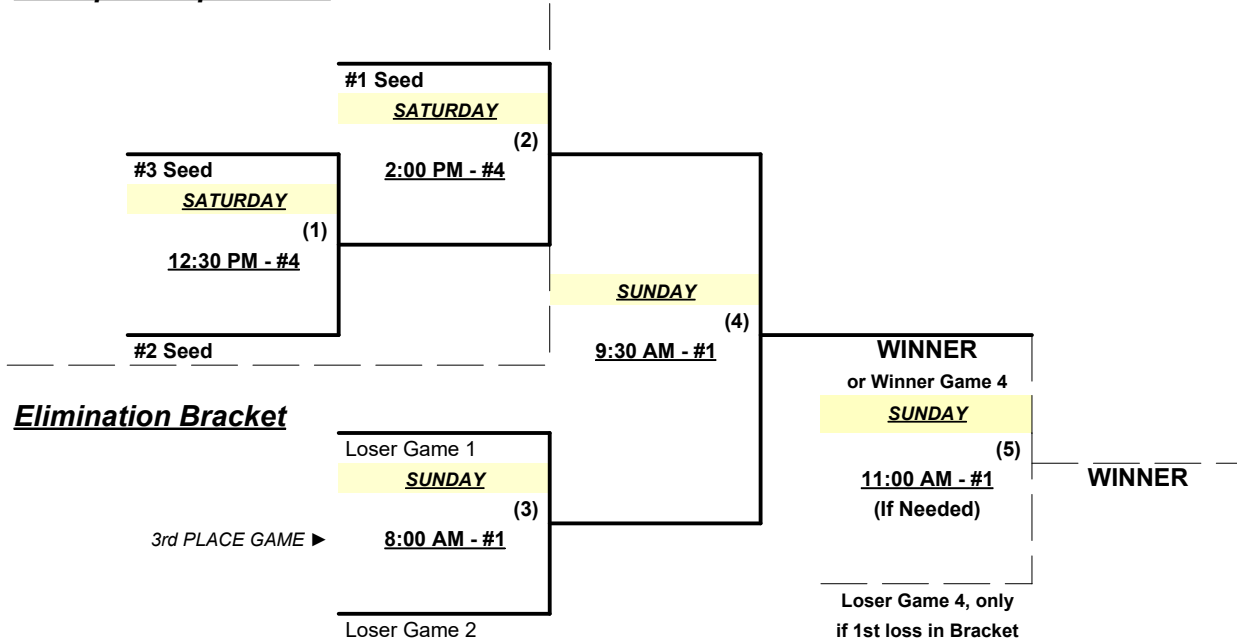 #1 Seed
SATURDAY
(2)
2:00 PM - #4
#3 Seed
SATURDAY
(1)
12:30 PM - #4
#2 Seed
SUNDAY
(4)
9:30 AM - #1
WINNER
or Winner Game 4
SUNDAY
(5)
11:00 AM - #1
(If Needed)
WINNER
Loser Game 4, only
if 1st loss in Bracket
Elimination Bracket
Loser Game 1
SUNDAY
(3)
3rd PLACE GAME ►
8:00 AM - #1
Loser Game 2